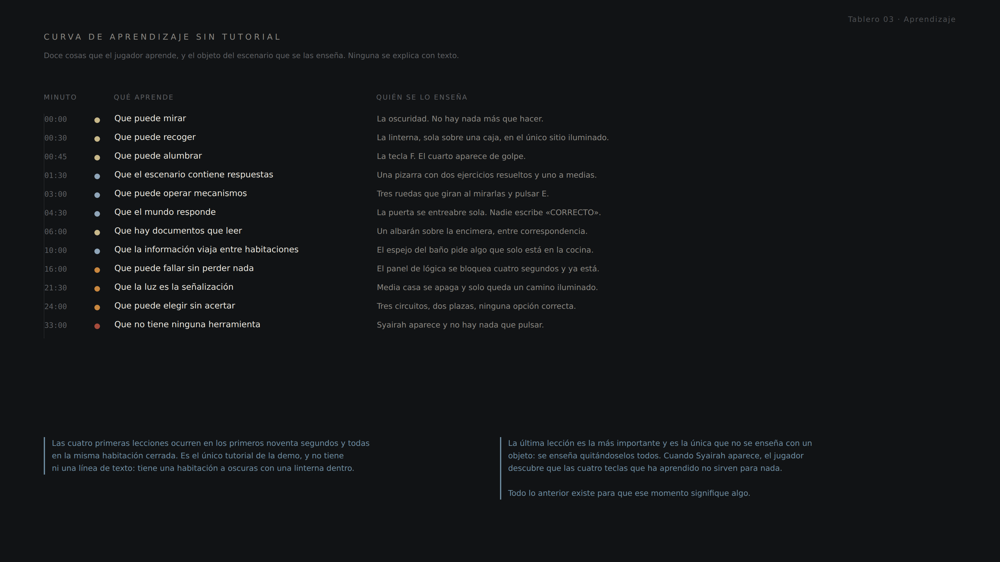 Tablero 03 · Aprendizaje
CURVA DE APRENDIZAJE SIN TUTORIAL
Doce cosas que el jugador aprende, y el objeto del escenario que se las enseña. Ninguna se explica con texto.
MINUTO QUÉ APRENDE QUIÉN SE LO ENSEÑA
00:00 Que puede mirar La oscuridad. No hay nada más que hacer.
00:30 Que puede recoger La linterna, sola sobre una caja, en el único sitio iluminado.
00:45 Que puede alumbrar La tecla F. El cuarto aparece de golpe.
01:30 Que el escenario contiene respuestas Una pizarra con dos ejercicios resueltos y uno a medias.
03:00 Que puede operar mecanismos Tres ruedas que giran al mirarlas y pulsar E.
04:30 Que el mundo responde La puerta se entreabre sola. Nadie escribe «CORRECTO».
06:00 Que hay documentos que leer Un albarán sobre la encimera, entre correspondencia.
10:00 Que la información viaja entre habitaciones El espejo del baño pide algo que solo está en la cocina.
16:00 Que puede fallar sin perder nada El panel de lógica se bloquea cuatro segundos y ya está.
21:30 Que la luz es la señalización Media casa se apaga y solo queda un camino iluminado.
24:00 Que puede elegir sin acertar Tres circuitos, dos plazas, ninguna opción correcta.
33:00 Que no tiene ninguna herramienta Syairah aparece y no hay nada que pulsar.
Las cuatro primeras lecciones ocurren en los primeros noventa segundos y todas
en la misma habitación cerrada. Es el único tutorial de la demo, y no tiene
ni una línea de texto: tiene una habitación a oscuras con una linterna dentro.
La última lección es la más importante y es la única que no se enseña con un
objeto: se enseña quitándoselos todos. Cuando Syairah aparece, el jugador
descubre que las cuatro teclas que ha aprendido no sirven para nada.
Todo lo anterior existe para que ese momento signifique algo.